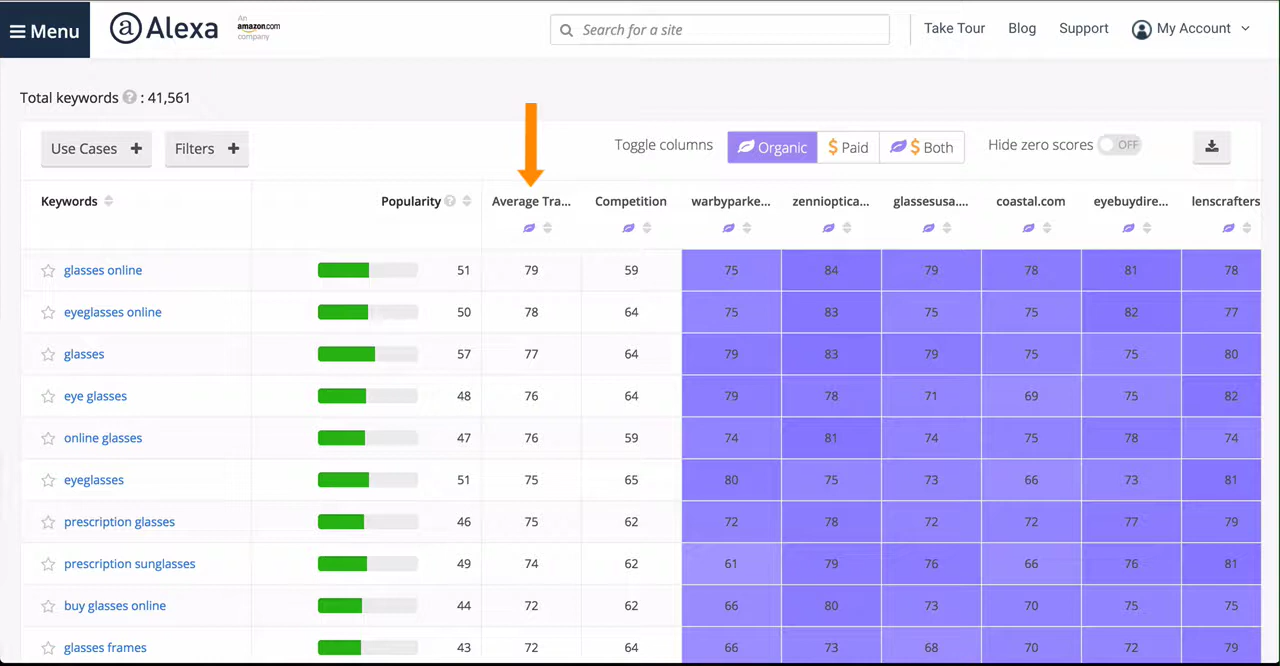 Menu
@ Alexa
An
amazon.com
company
Search for a site
Take Tour
Blog
Support
My Account
Total keywords ? : 41,561
Use Cases +
Filters +
Toggle columns
Organic
$ Paid
$ Both
Hide zero scores
OFF
Keywords Popularity ? Average Tra... Competition warbyparke... zennioptica... glassesusa.... coastal.com eyebuydire... lenscrafters
glasses online 51 79 59 75 84 79 78 81 78
eyeglasses online 50 78 64 75 83 75 75 82 77
glasses 57 77 64 79 83 79 75 75 80
eye glasses 48 76 64 79 78 71 69 75 82
online glasses 47 76 59 74 81 74 75 78 74
eyeglasses 51 75 65 80 75 73 66 73 81
prescription glasses 46 75 62 72 78 72 72 77 79
prescription sunglasses 49 74 62 61 79 76 66 76 81
buy glasses online 44 72 62 66 80 73 70 75 75
glasses frames 43 72 64 66 73 68 70 72 79